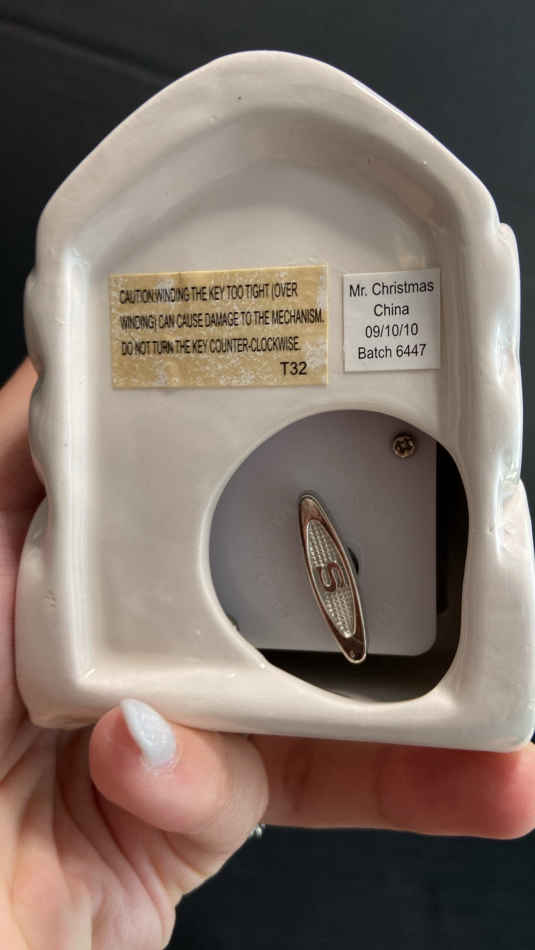 CAUTION:WINDING THE KEY TOO TIGHT (OVER
WINDING) CAN CAUSE DAMAGE TO THE MECHANISM.
DO NOT TURN THE KEY COUNTER-CLOCKWISE.
T32
Mr. Christmas
China
09/10/10
Batch 6447
S